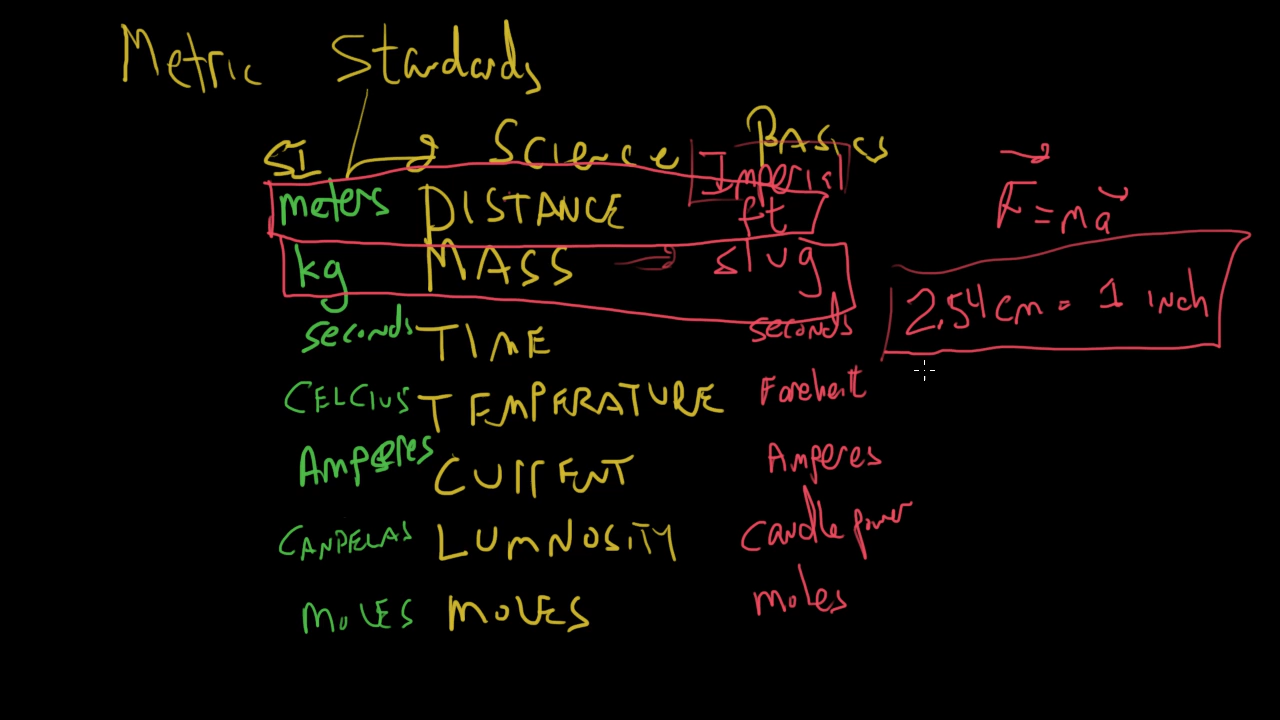 Metric Standards
SI Science BASICS
Imperial
meters DISTANCE ft
kg MASS → slug
seconds TIME seconds
CELCIUS TEMPERATURE Fareheit
Amperes CURRENT Amperes
CANDELAS LUMNOSITY Candle power
MOLES MOLES moles
F = ma
2.54 cm = 1 inch